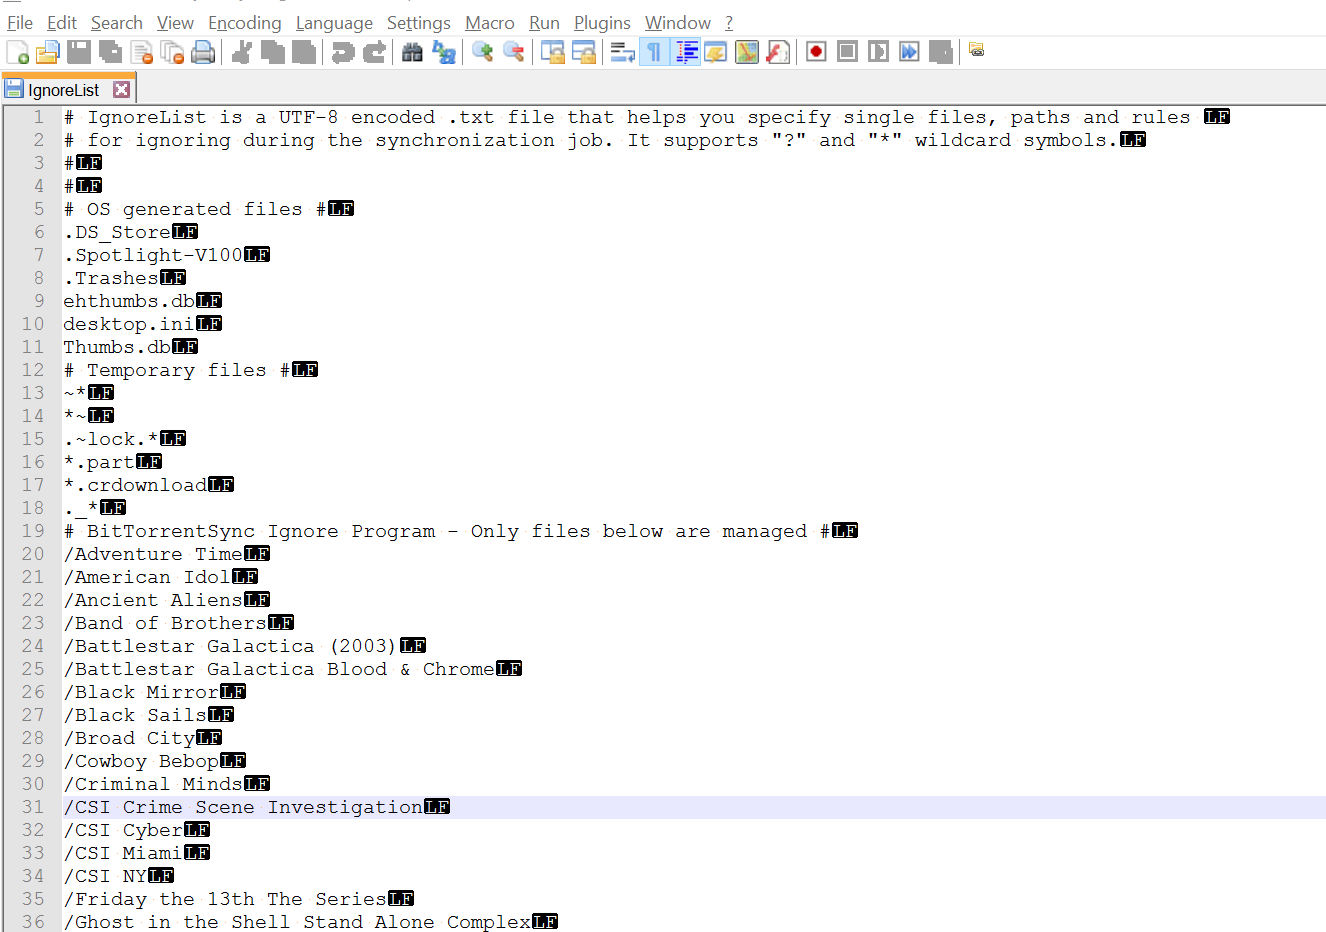 File Edit Search View Encoding Language Settings Macro Run Plugins Window ?
IgnoreList
1 # IgnoreList is a UTF-8 encoded .txt file that helps you specify single files, paths and rules LF
2 # for ignoring during the synchronization job. It supports "?" and "*" wildcard symbols.LF
3 #LF
4 #LF
5 # OS generated files #LF
6 .DS_StoreLF
7 .Spotlight-V100LF
8 .TrashesLF
9 ehthumbs.dbLF
10 desktop.iniLF
11 Thumbs.dbLF
12 # Temporary files #LF
13 ~*LF
14 *~LF
15 .~lock.*LF
16 *.partLF
17 *.crdownloadLF
18 ._*LF
19 # BitTorrentSync Ignore Program - Only files below are managed #LF
20 /Adventure TimeLF
21 /American IdolLF
22 /Ancient AliensLF
23 /Band of BrothersLF
24 /Battlestar Galactica (2003)LF
25 /Battlestar Galactica Blood & ChromeLF
26 /Black MirrorLF
27 /Black SailsLF
28 /Broad CityLF
29 /Cowboy BebopLF
30 /Criminal MindsLF
31 /CSI Crime Scene InvestigationLF
32 /CSI CyberLF
33 /CSI MiamiLF
34 /CSI NYLF
35 /Friday the 13th The SeriesLF
36 /Ghost in the Shell Stand Alone ComplexLF